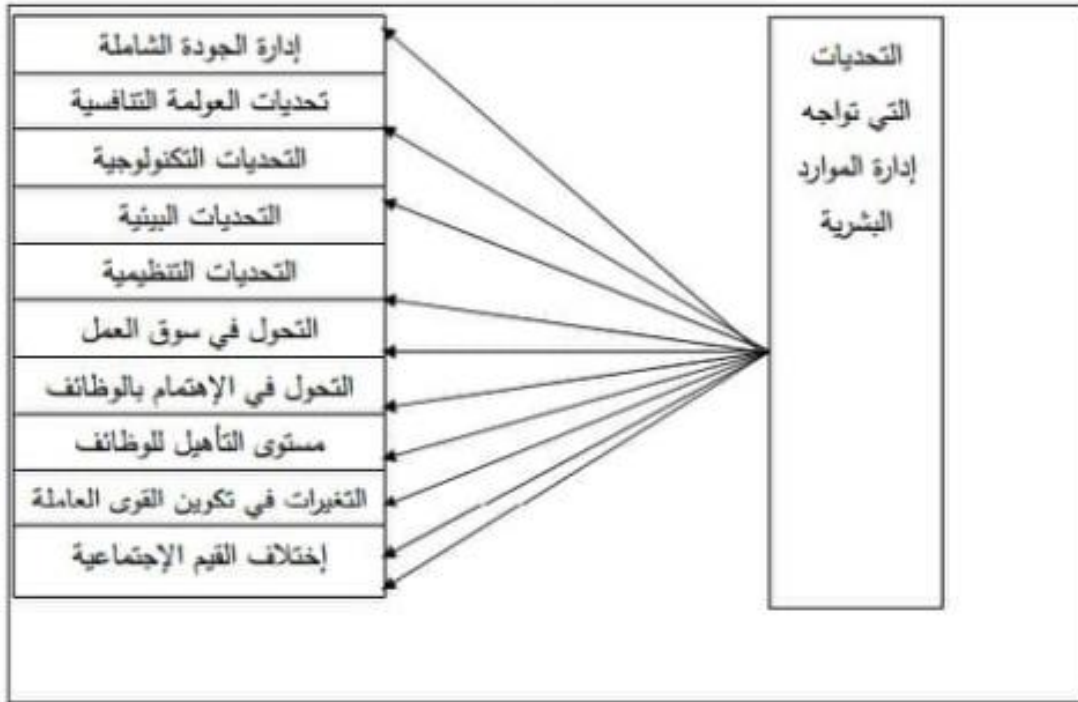 التحديات
التي تواجه
إدارة الموارد
البشرية
إدارة الجودة الشاملة
تحديات العولمة التنافسية
التحديات التكنولوجية
التحديات البيئية
التحديات التنظيمية
التحول في سوق العمل
التحول في الإهتمام بالوظائف
مستوى التأهيل للوظائف
التغيرات في تكوين القوى العاملة
إختلاف القيم الإجتماعية